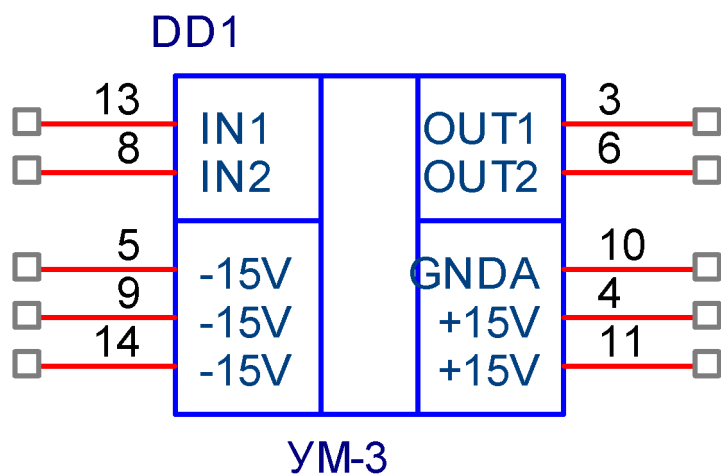 DD1
13 IN1 OUT1 3
8 IN2 OUT2 6
5 -15V GNDA 10
9 -15V +15V 4
14 -15V +15V 11
УМ-3